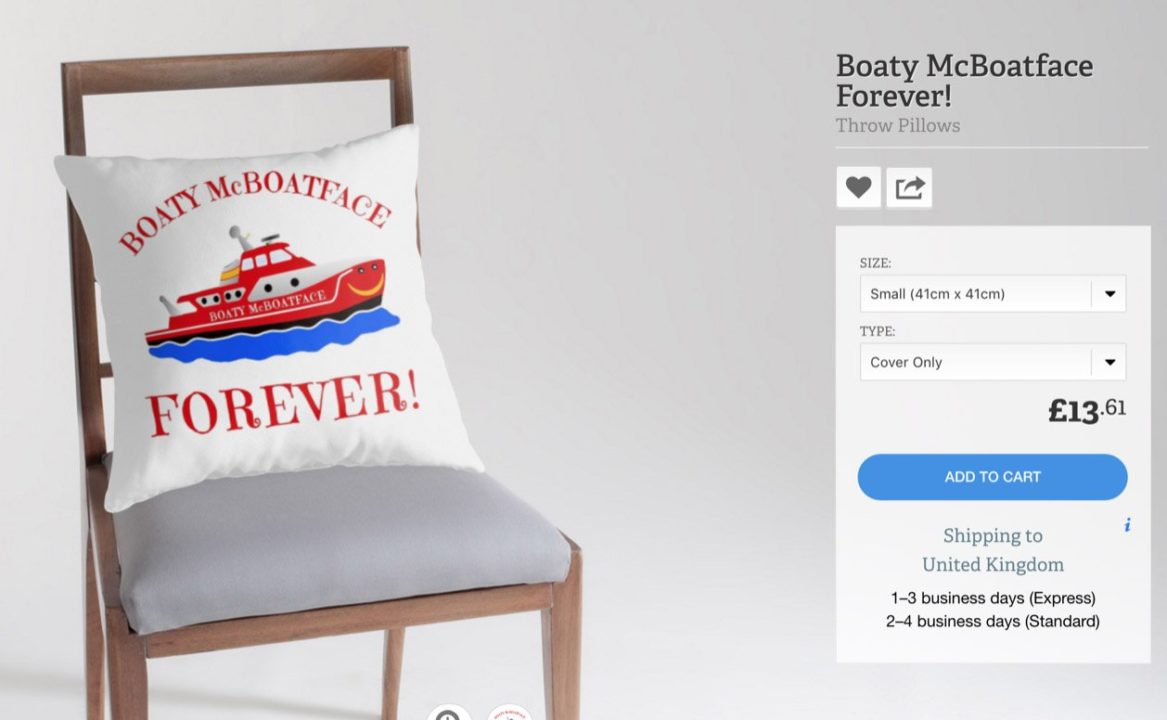 BOATY McBOATFACE
BOATY McBOATFACE
FOREVER!
Boaty McBoatface
Forever!
Throw Pillows
SIZE:
Small (41cm x 41cm)
TYPE:
Cover Only
£13.61
ADD TO CART
i
Shipping to
United Kingdom
1–3 business days (Express)
2–4 business days (Standard)